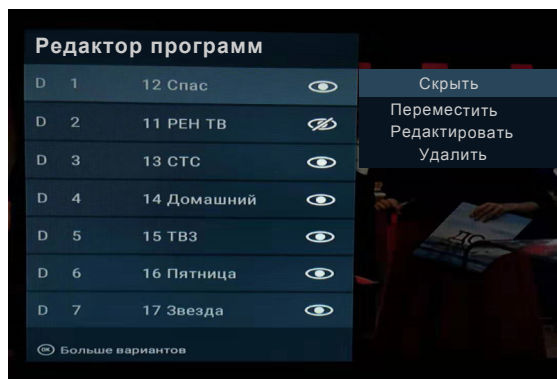 Редактор программ
D 1 12 Спас
D 2 11 РЕН ТВ
D 3 13 СТС
D 4 14 Домашний
D 5 15 ТВ3
D 6 16 Пятница
D 7 17 Звезда
OK Больше вариантов
Скрыть
Переместить
Редактировать
Удалить